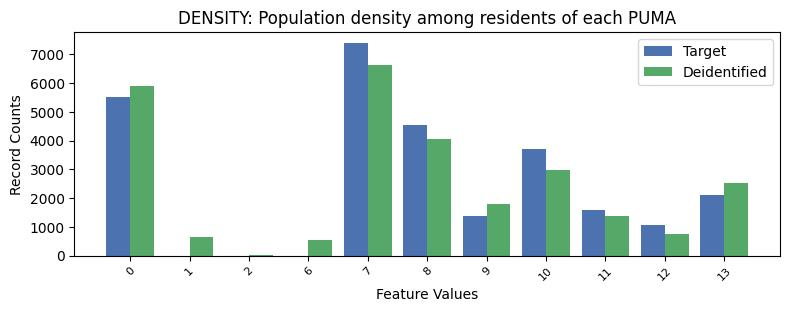 DENSITY: Population density among residents of each PUMA
Record Counts
7000
6000
5000
4000
3000
2000
1000
0
Target
Deidentified
0 1 2 6 7 8 9 10 11 12 13
Feature Values